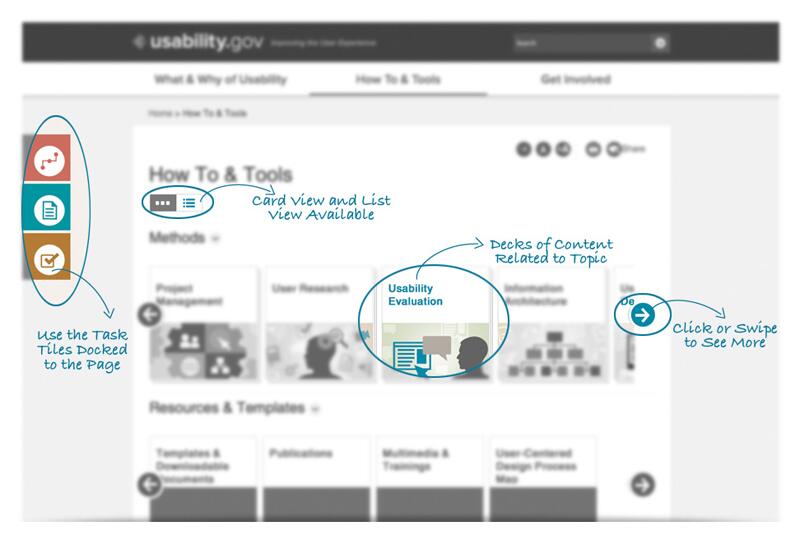 usability.gov Improving the User Experience
Search
What & Why of Usability How To & Tools Get Involved
Home » How To & Tools
Share
How To & Tools
Card View and List
View Available
Methods
Decks of Content
Related to Topic
Project
Management
User Research
Usability
Evaluation
Information
Architecture
Us
De
Use the Task
Tiles Docked
to the Page
Click or Swipe
to See More
Resources & Templates
Templates &
Downloadable
Documents
Publications
Multimedia &
Trainings
User-Centered
Design Process
Map